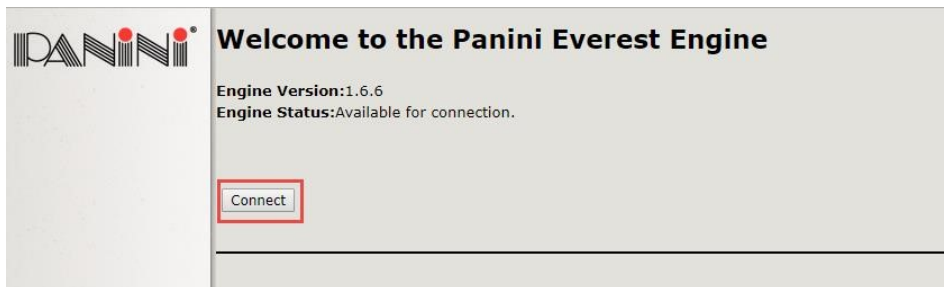 PANiNi®
Welcome to the Panini Everest Engine
Engine Version:1.6.6
Engine Status:Available for connection.
Connect